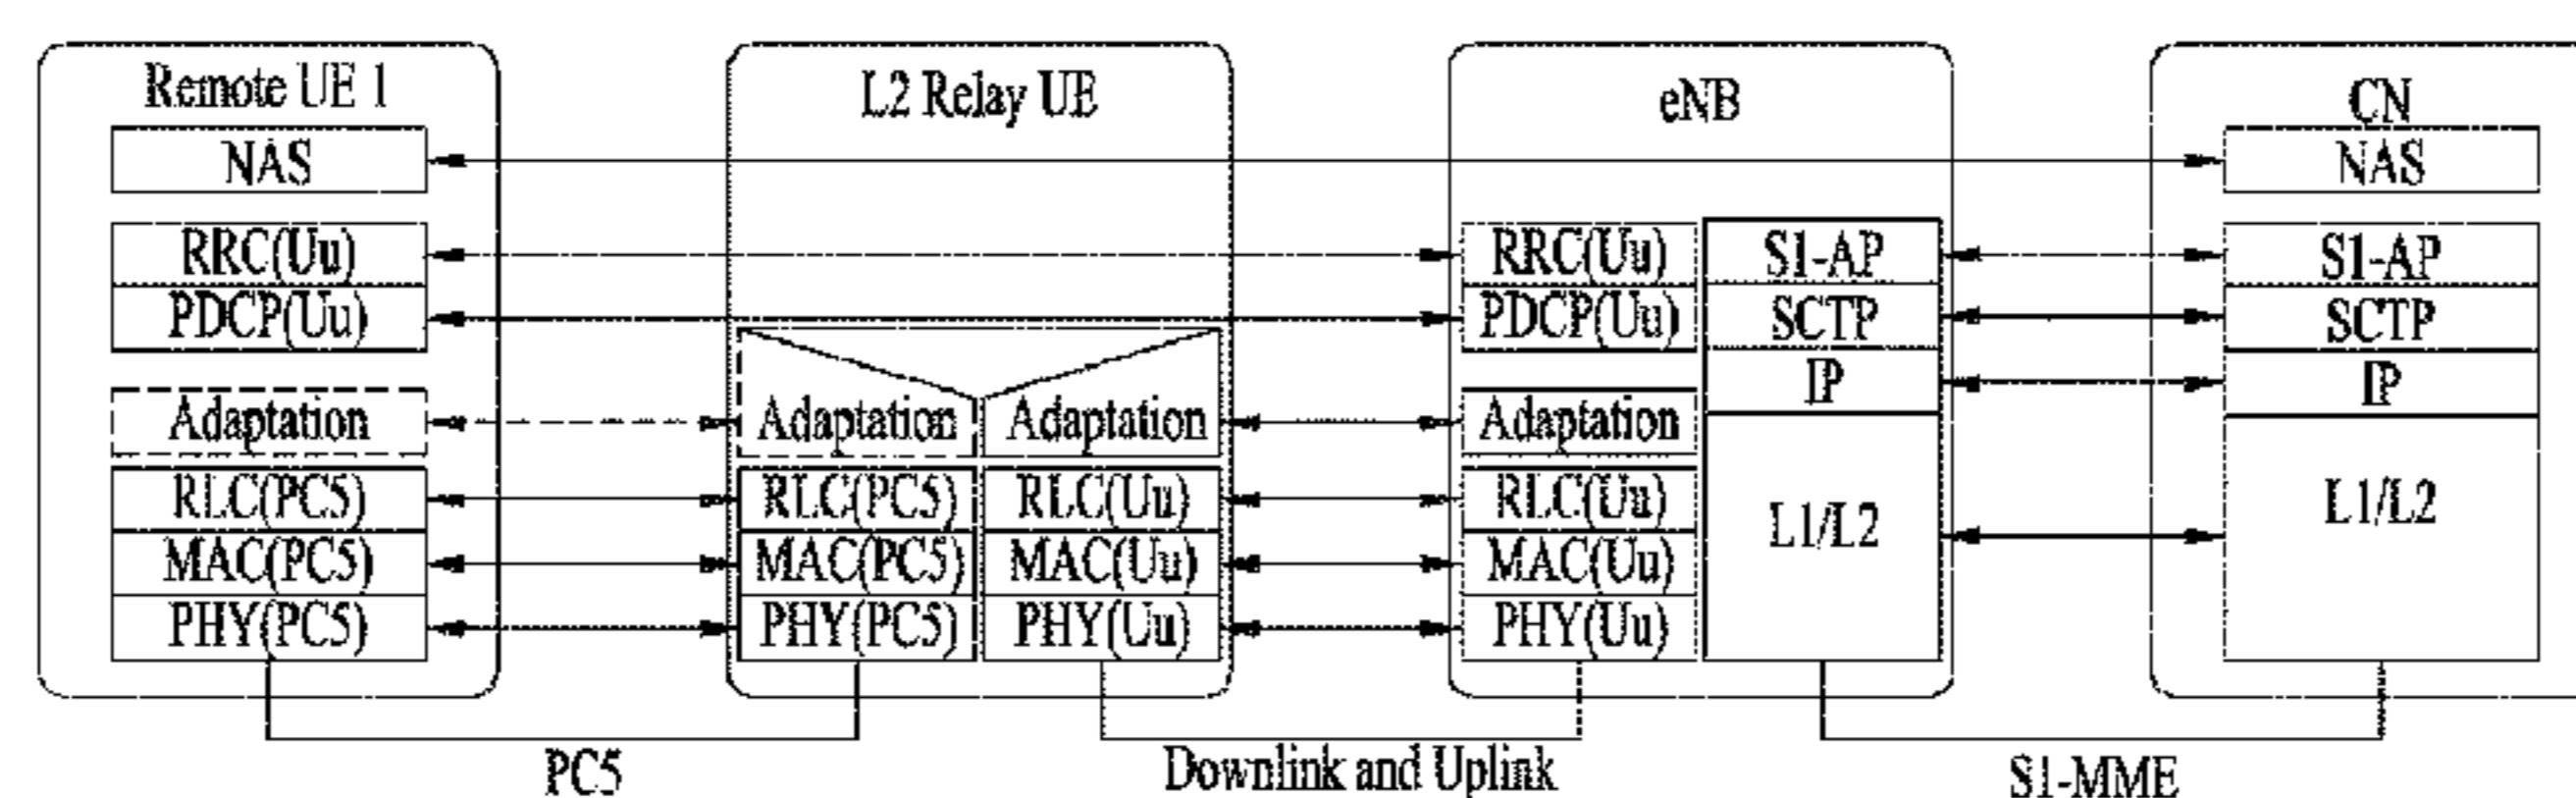 Remote UE 1
NAS
RRC(Uu)
PDCP(Uu)
Adaptation
RLC(PC5)
MAC(PC5)
PHY(PC5)
L2 Relay UE
Adaptation
RLC(PC5)
MAC(PC5)
PHY(PC5)
Adaptation
RLC(Uu)
MAC(Uu)
PHY(Uu)
eNB
RRC(Uu)
PDCP(Uu)
Adaptation
RLC(Uu)
MAC(Uu)
PHY(Uu)
S1-AP
SCTP
IP
L1/L2
CN
NAS
S1-AP
SCTP
IP
L1/L2
PC5
Downlink and Uplink
S1-MME